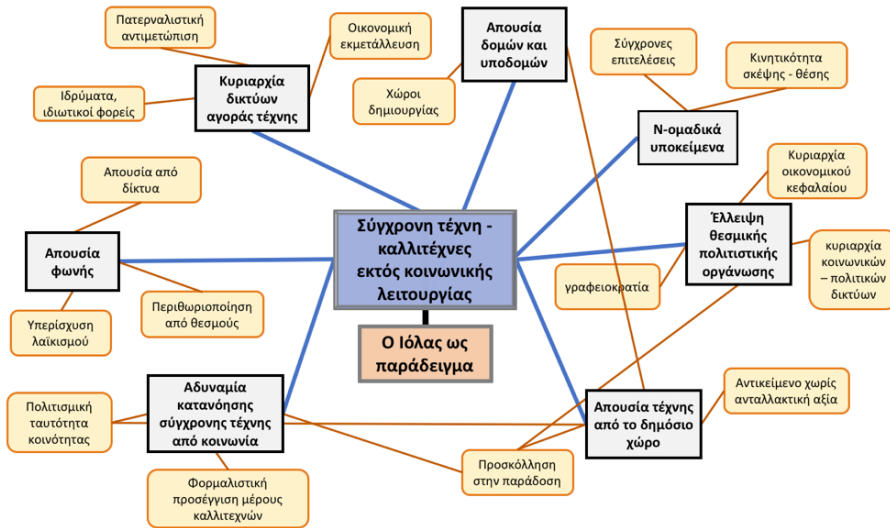 Πατερναλιστική
αντιμετώπιση
Οικονομική
εκμετάλλευση
Ιδρύματα,
ιδιωτικοί φορείς
Κυριαρχία
δικτύων
αγοράς τέχνης
Απουσία
δομών και
υποδομών
Χώροι
δημιουργίας
Σύγχρονες
επιτελέσεις
Κινητικότητα
σκέψης - θέσης
Ν-ομαδικά
υποκείμενα
Απουσία από
δίκτυα
Απουσία
φωνής
Υπερίσχυση
λαϊκισμού
Περιθωριοποίηση
από θεσμούς
Σύγχρονη τέχνη -
καλλιτέχνες
εκτός κοινωνικής
λειτουργίας
Ο Ιόλας ως
παράδειγμα
Κυριαρχία
οικονομικού
κεφαλαίου
Έλλειψη
θεσμικής
πολιτιστικής
οργάνωσης
γραφειοκρατία
κυριαρχία
κοινωνικών
– πολιτικών
δικτύων
Πολιτισμική
ταυτότητα
κοινότητας
Αδυναμία
κατανόησης
σύγχρονης τέχνης
από κοινωνία
Φορμαλιστική
προσέγγιση μέρους
καλλιτεχνών
Προσκόλληση
στην παράδοση
Απουσία τέχνης
από το δημόσιο
χώρο
Αντικείμενο χωρίς
ανταλλακτική αξία